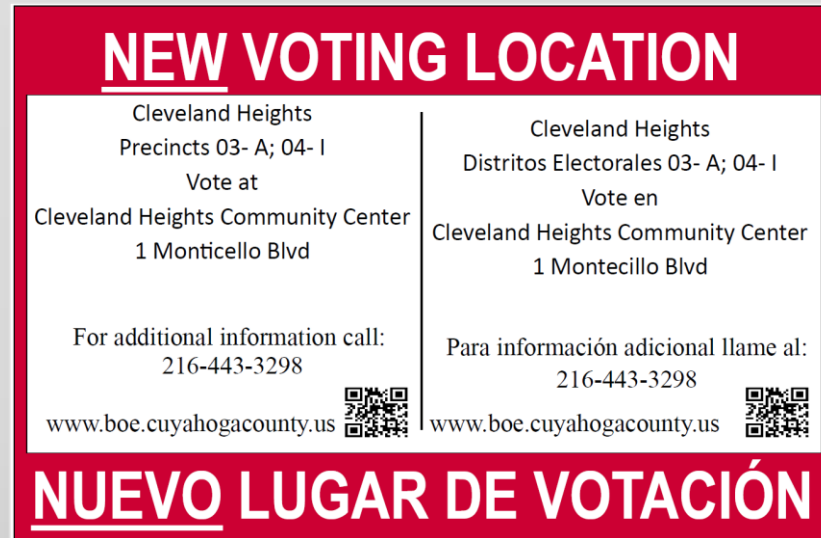 NEW VOTING LOCATION
Cleveland Heights
Precincts 03- A; 04- I
Vote at
Cleveland Heights Community Center
1 Monticello Blvd
For additional information call:
216-443-3298
www.boe.cuyahogacounty.us
Cleveland Heights
Distritos Electorales 03- A; 04- I
Vote en
Cleveland Heights Community Center
1 Montecillo Blvd
Para información adicional llame al:
216-443-3298
www.boe.cuyahogacounty.us
NUEVO LUGAR DE VOTACIÓN